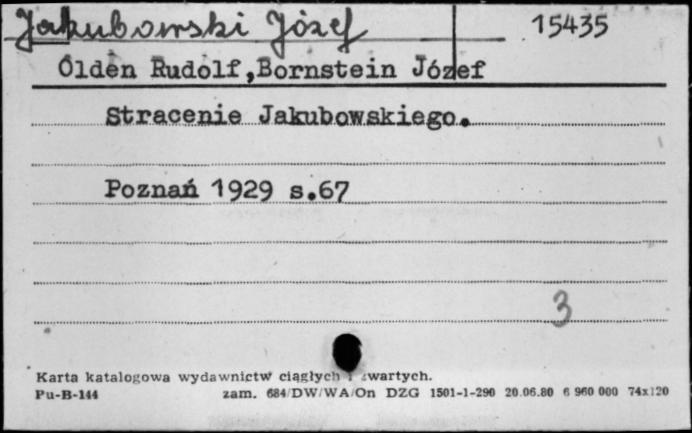 Jakubowski Józef 15435
Olden Rudolf,Bornstein Józef
Stracenie Jakubowskiego.
Poznań 1929 s.67
3
Karta katalogowa wydawnictw ciągłych i zwartych.
Pu-B-144 zam. 684/DW/WA/On DZG 1501-1-290 20.06.80 6 960 000 74x120